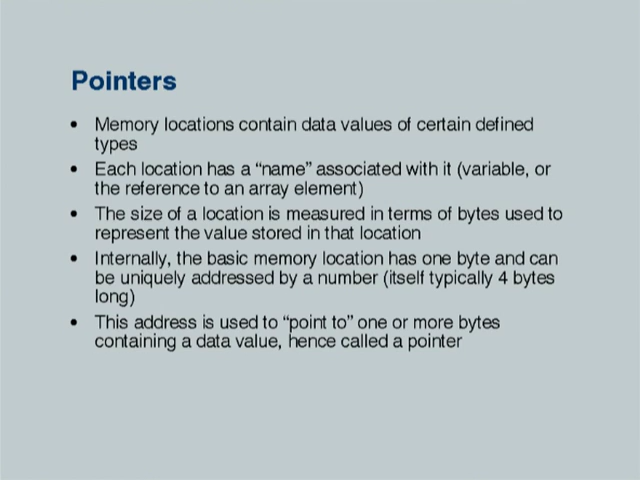 Pointers
• Memory locations contain data values of certain defined
types
• Each location has a “name” associated with it (variable, or
the reference to an array element)
• The size of a location is measured in terms of bytes used to
represent the value stored in that location
• Internally, the basic memory location has one byte and can
be uniquely addressed by a number (itself typically 4 bytes
long)
• This address is used to “point to” one or more bytes
containing a data value, hence called a pointer